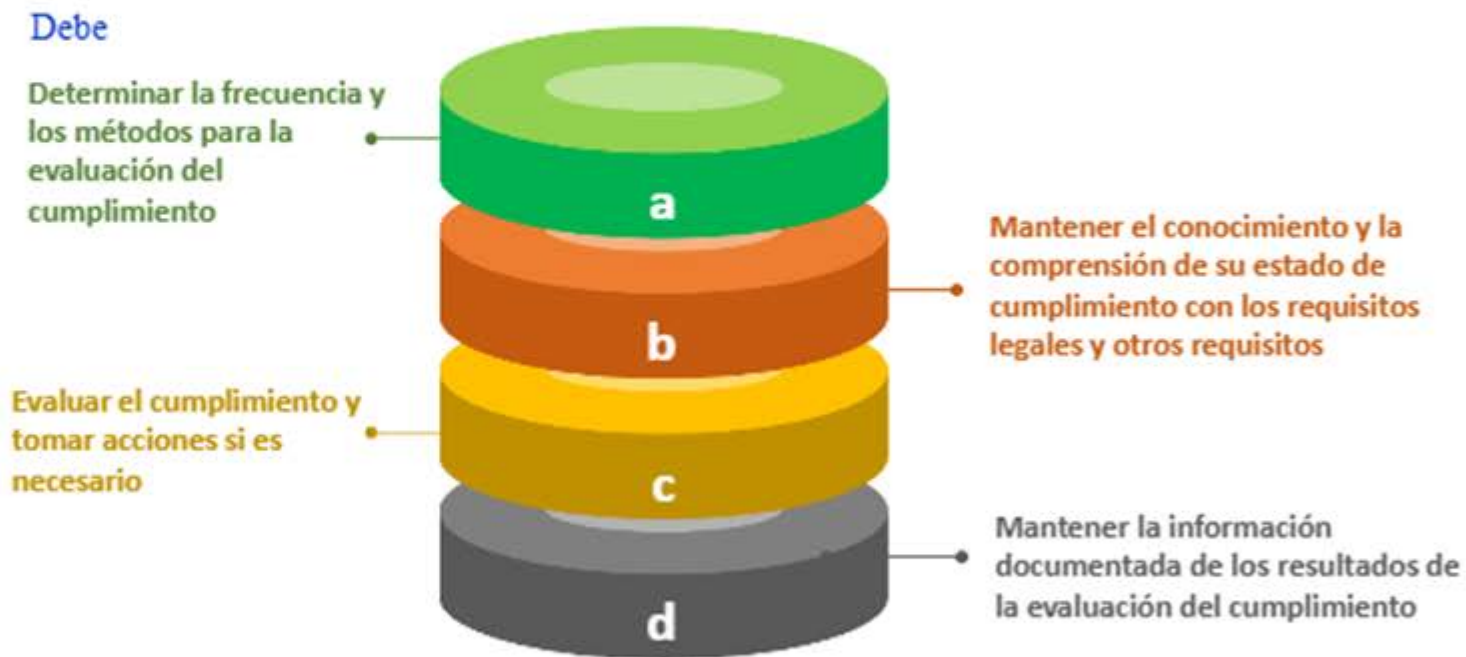 Debe
Determinar la frecuencia y
los métodos para la
evaluación del
cumplimiento
a
Mantener el conocimiento y la
comprensión de su estado de
cumplimiento con los requisitos
legales y otros requisitos
b
Evaluar el cumplimiento y
tomar acciones si es
necesario
c
Mantener la información
documentada de los resultados de
la evaluación del cumplimiento
d